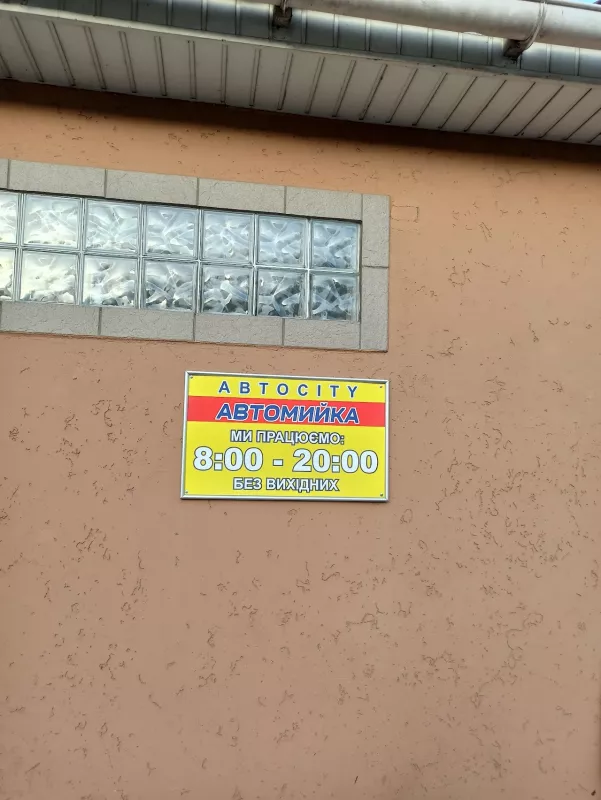 АВТОCITY
АВТОМИЙКА
МИ ПРАЦЮЄМО:
8:00 - 20:00
БЕЗ ВИХІДНИХ